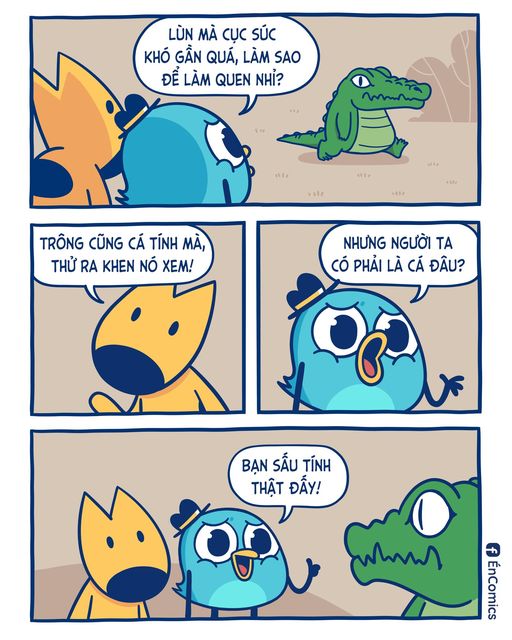 LÙN MÀ CỤC SÚC
KHÓ GẦN QUÁ, LÀM SAO
ĐỂ LÀM QUEN NHỈ?
TRÔNG CŨNG CÁ TÍNH MÀ,
THỬ RA KHEN NÓ XEM!
NHƯNG NGƯỜI TA
CÓ PHẢI LÀ CÁ ĐÂU?
BẠN SẤU TÍNH
THẬT ĐẤY!
ÉnComics